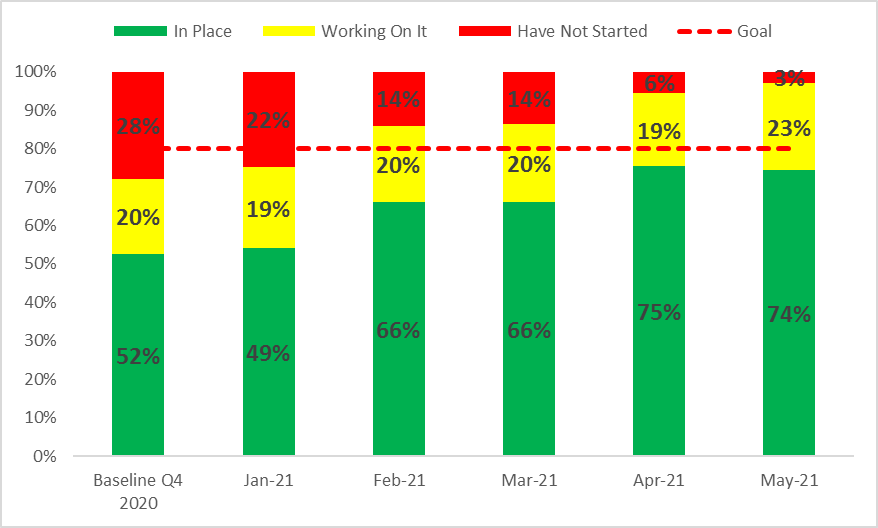 In Place Working On It Have Not Started Goal
100%
90%
80%
70%
60%
50%
40%
30%
20%
10%
0%
28% 22% 14% 14% 6% 3%
20% 19% 20% 20% 19% 23%
52% 49% 66% 66% 75% 74%
Baseline Q4 Jan-21 Feb-21 Mar-21 Apr-21 May-21
2020